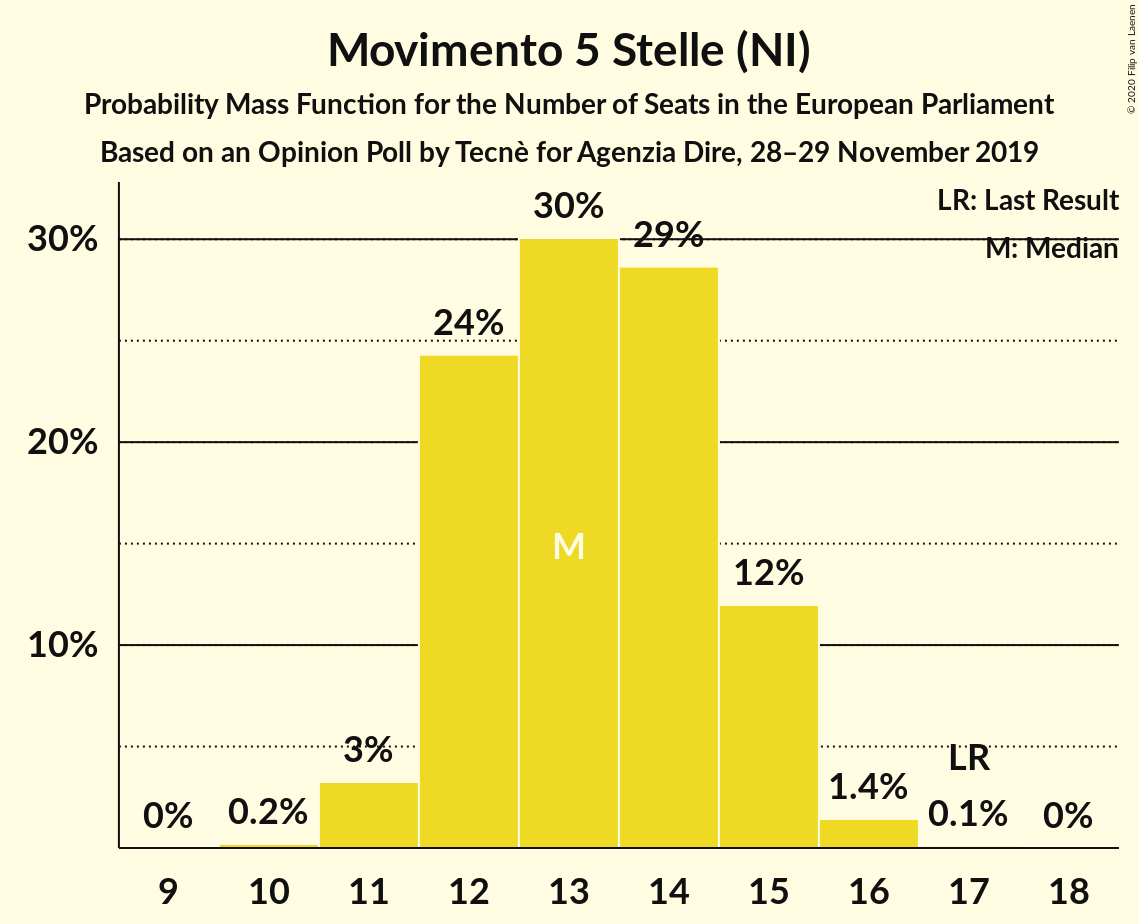 Movimento 5 Stelle (NI)
Probability Mass Function for the Number of Seats in the European Parliament
Based on an Opinion Poll by Tecnè for Agenzia Dire, 28–29 November 2019
© 2020 Filip van Laenen
LR: Last Result
M: Median
30%
20%
10%
0%
0.2%
3%
24%
30%
M
29%
12%
1.4%
LR
0.1%
0%
9 10 11 12 13 14 15 16 17 18